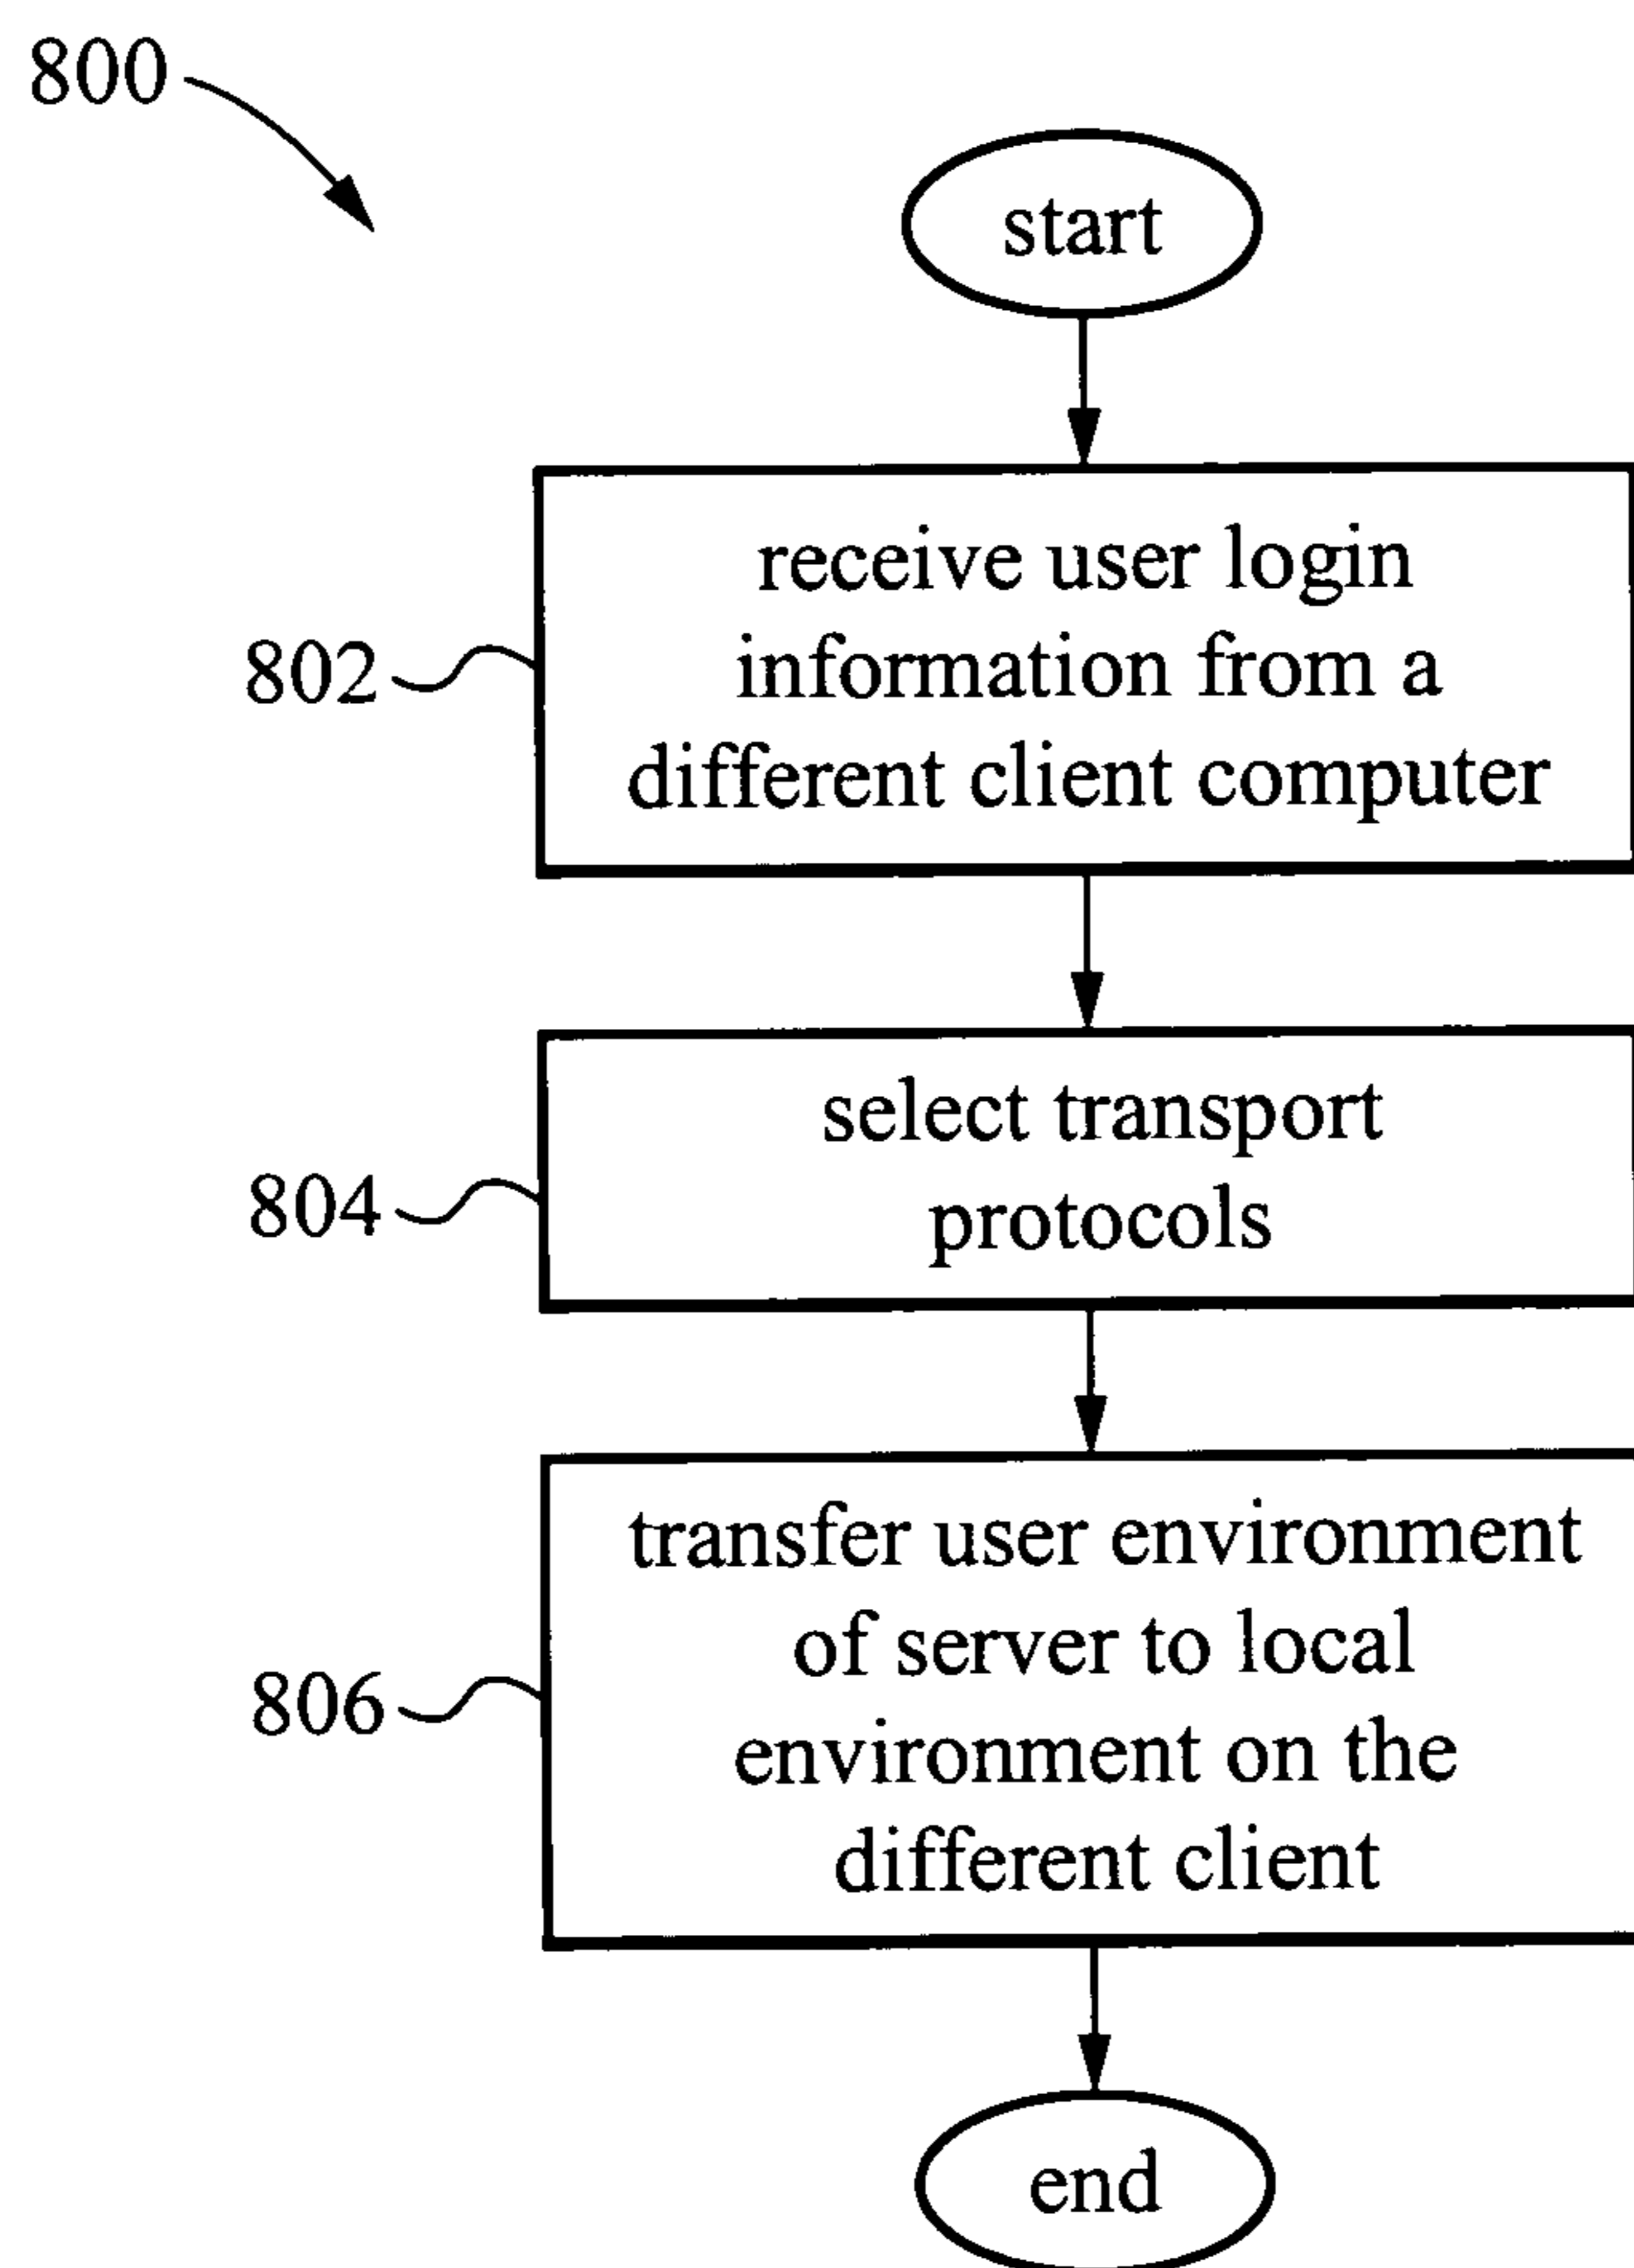 800
start
802
receive user login
information from a
different client computer
804
select transport
protocols
806
transfer user environment
of server to local
environment on the
different client
end